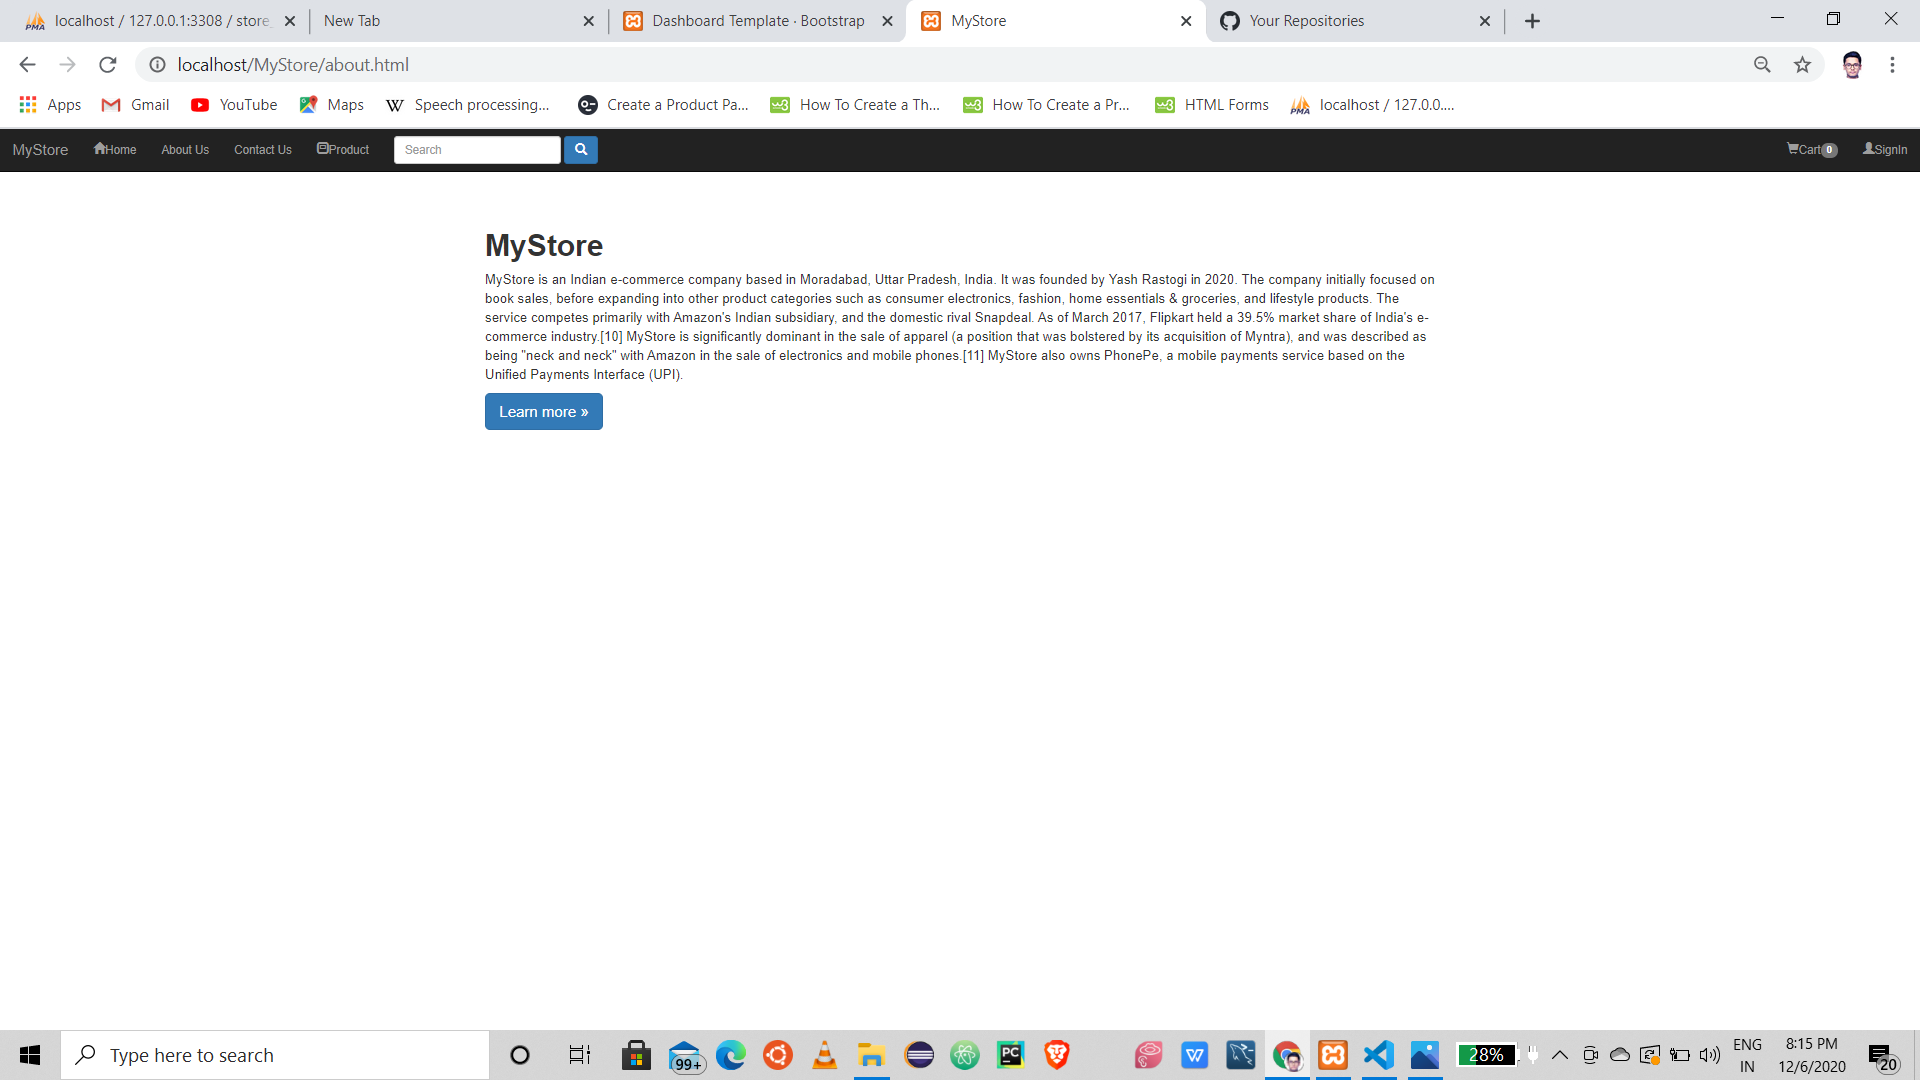 localhost / 127.0.0.1:3308 / store_
New Tab
Dashboard Template · Bootstrap
MyStore
Your Repositories
localhost/MyStore/about.html
Apps
Gmail
YouTube
Maps
Speech processing...
Create a Product Pa...
How To Create a Th...
How To Create a Pr...
HTML Forms
localhost / 127.0.0....
MyStore
Home
About Us
Contact Us
Product
Search
Cart 0
SignIn
MyStore
MyStore is an Indian e-commerce company based in Moradabad, Uttar Pradesh, India. It was founded by Yash Rastogi in 2020. The company initially focused on
book sales, before expanding into other product categories such as consumer electronics, fashion, home essentials & groceries, and lifestyle products. The
service competes primarily with Amazon's Indian subsidiary, and the domestic rival Snapdeal. As of March 2017, Flipkart held a 39.5% market share of India's e-
commerce industry.[10] MyStore is significantly dominant in the sale of apparel (a position that was bolstered by its acquisition of Myntra), and was described as
being "neck and neck" with Amazon in the sale of electronics and mobile phones.[11] MyStore also owns PhonePe, a mobile payments service based on the
Unified Payments Interface (UPI).
Learn more »
Type here to search
99+
28%
ENG
IN
8:15 PM
12/6/2020
20